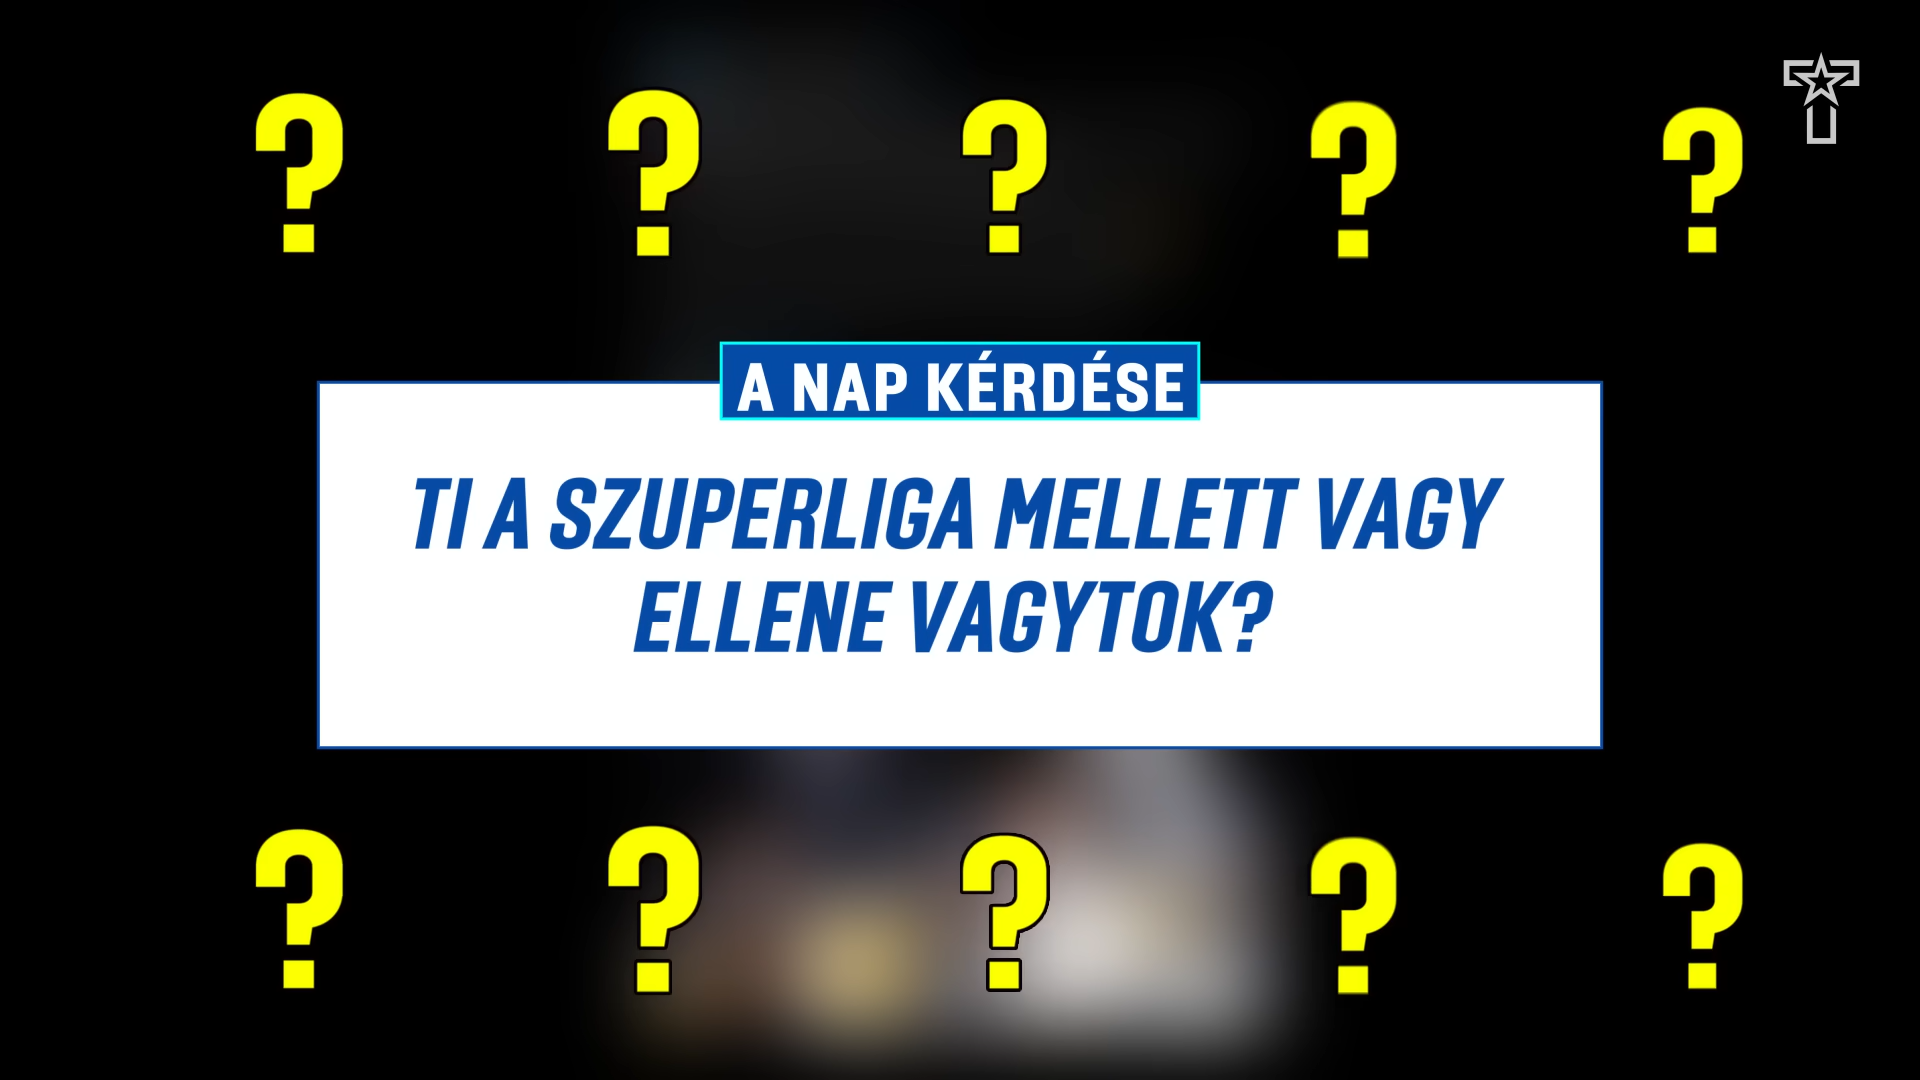 ? ? ? ? ?
A NAP KÉRDÉSE
TI A SZUPERLIGA MELLETT VAGY
ELLENE VAGYTOK?
? ? ? ? ?